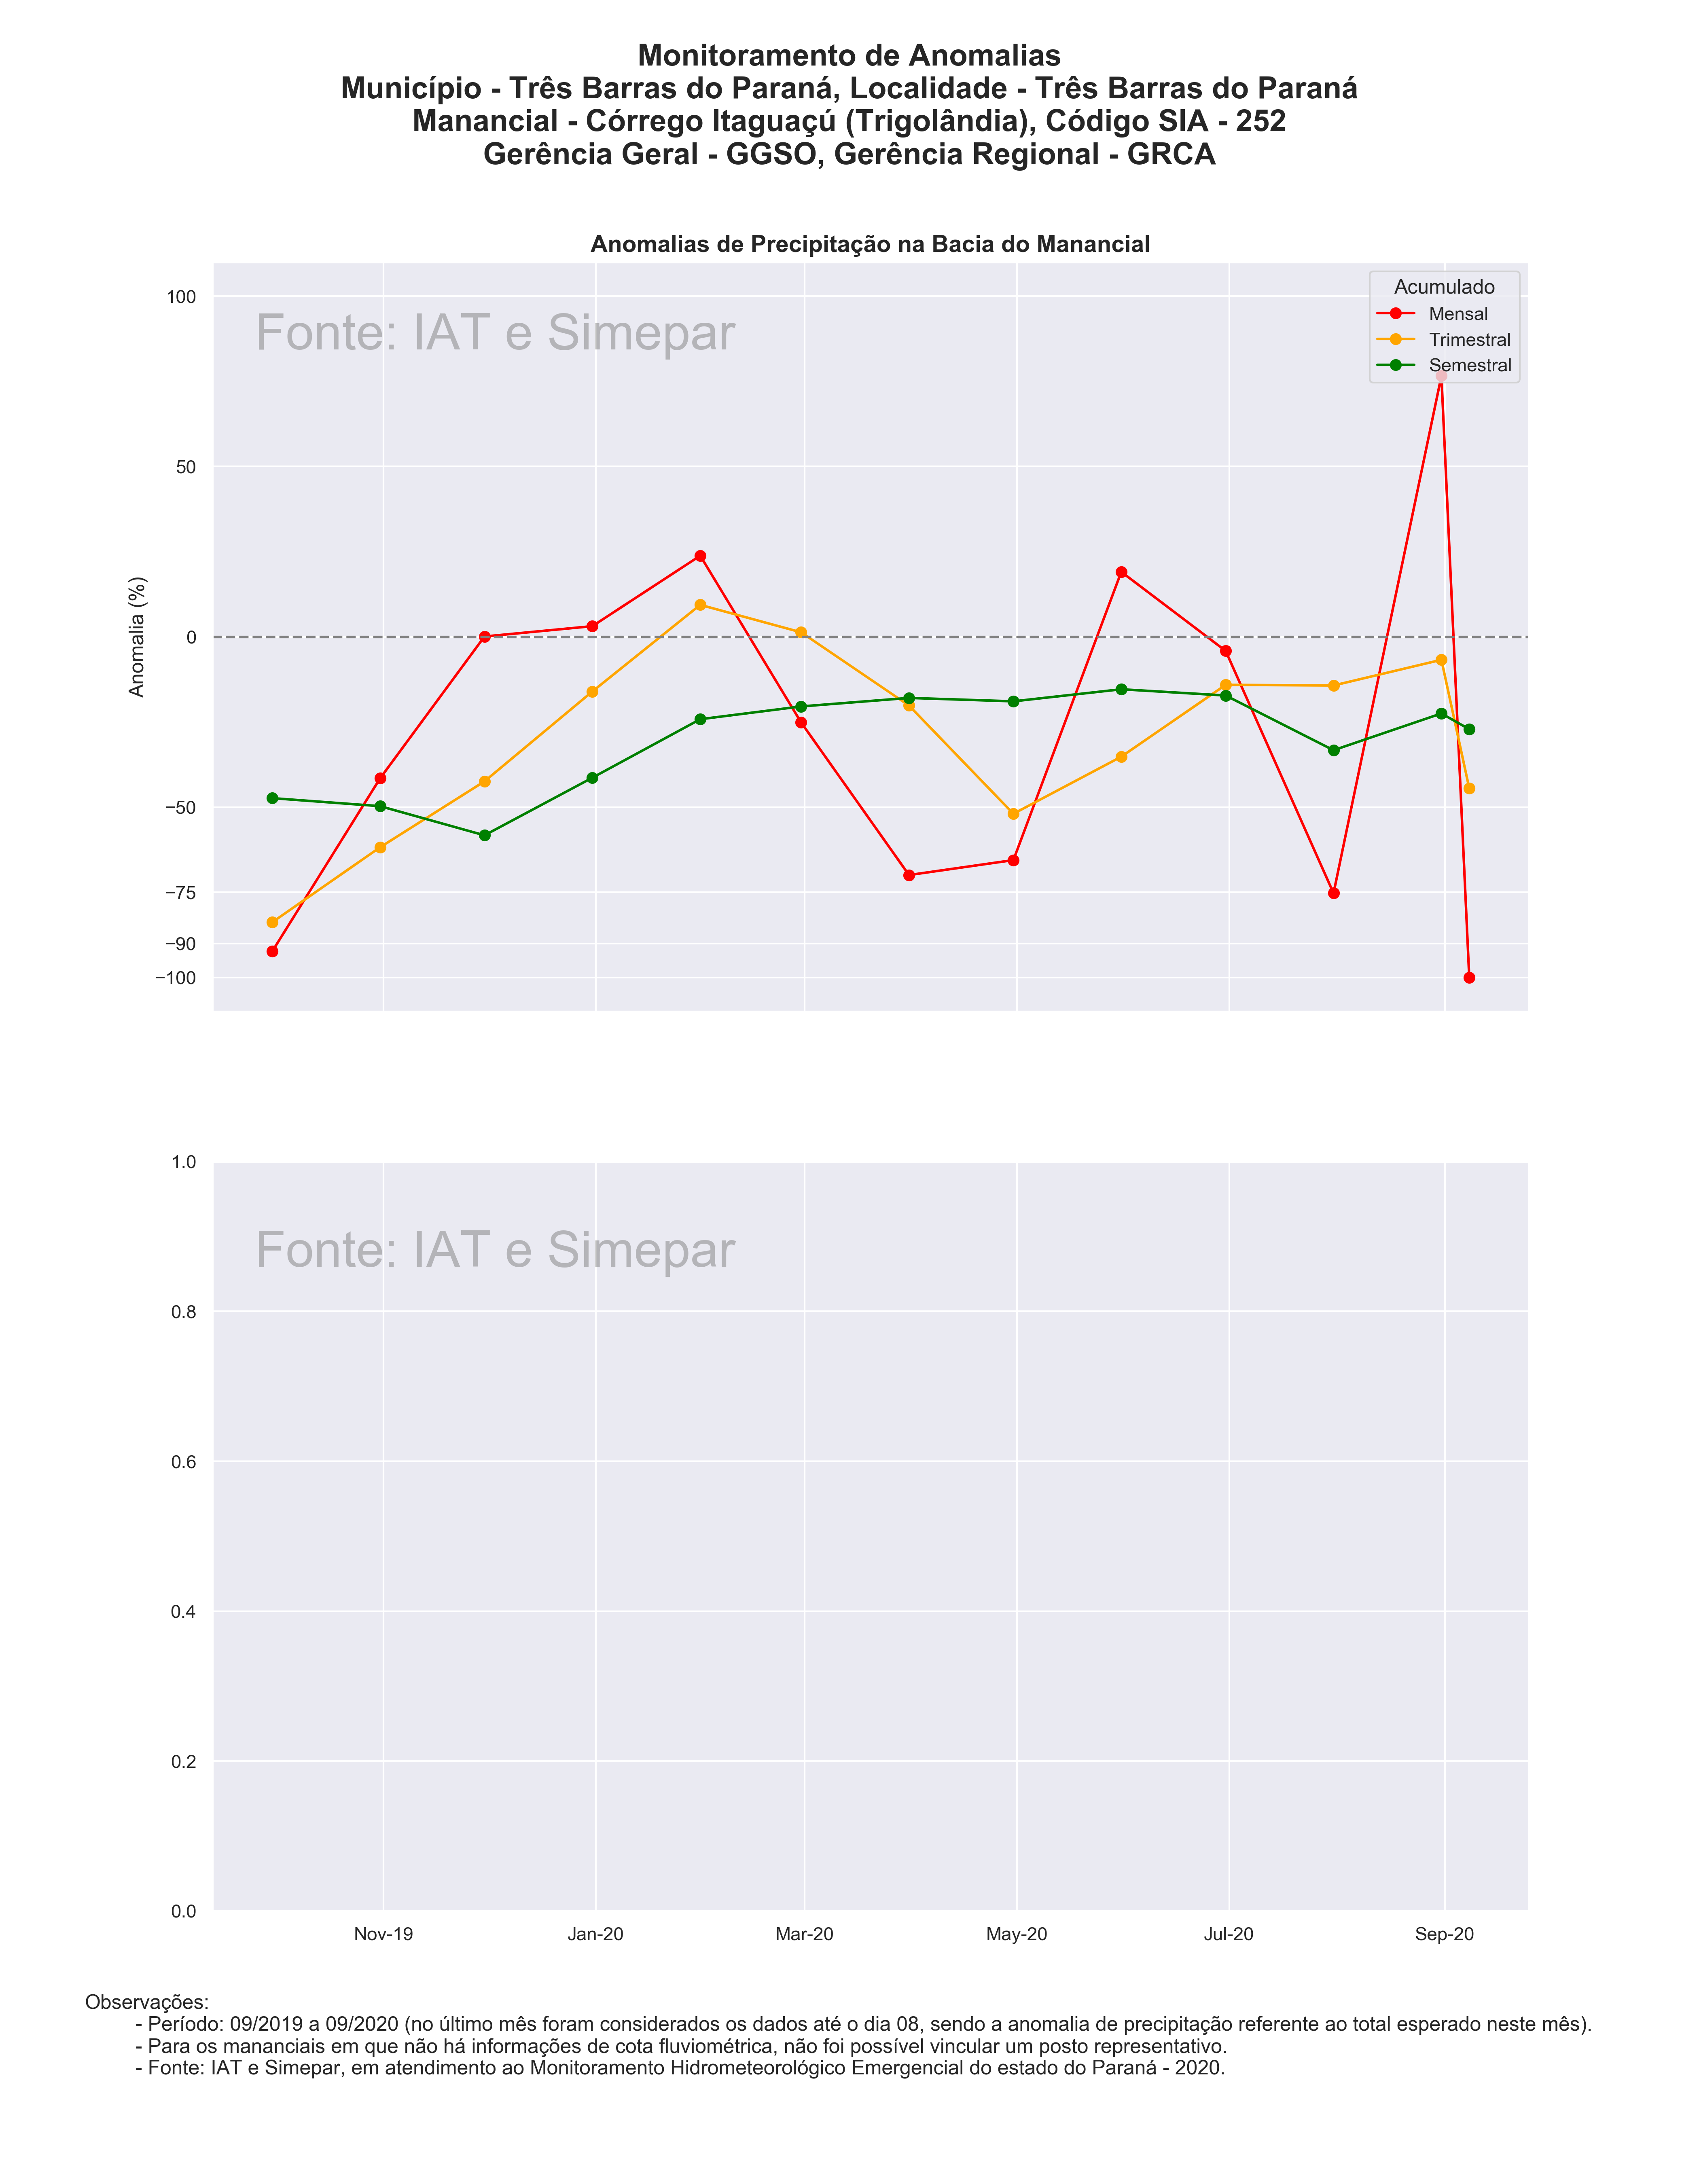 Monitoramento de Anomalias
Município - Três Barras do Paraná, Localidade - Três Barras do Paraná
Manancial - Córrego Itaguaçú (Trigolândia), Código SIA - 252
Gerência Geral - GGSO, Gerência Regional - GRCA
Anomalias de Precipitação na Bacia do Manancial
Fonte: IAT e Simepar
Acumulado
Mensal
Trimestral
Semestral
Anomalia (%)
100
50
0
−50
−75
−90
−100
Fonte: IAT e Simepar
1.0
0.8
0.6
0.4
0.2
0.0
Nov-19 Jan-20 Mar-20 May-20 Jul-20 Sep-20
Observações:
- Período: 09/2019 a 09/2020 (no último mês foram considerados os dados até o dia 08, sendo a anomalia de precipitação referente ao total esperado neste mês).
- Para os mananciais em que não há informações de cota fluviométrica, não foi possível vincular um posto representativo.
- Fonte: IAT e Simepar, em atendimento ao Monitoramento Hidrometeorológico Emergencial do estado do Paraná - 2020.